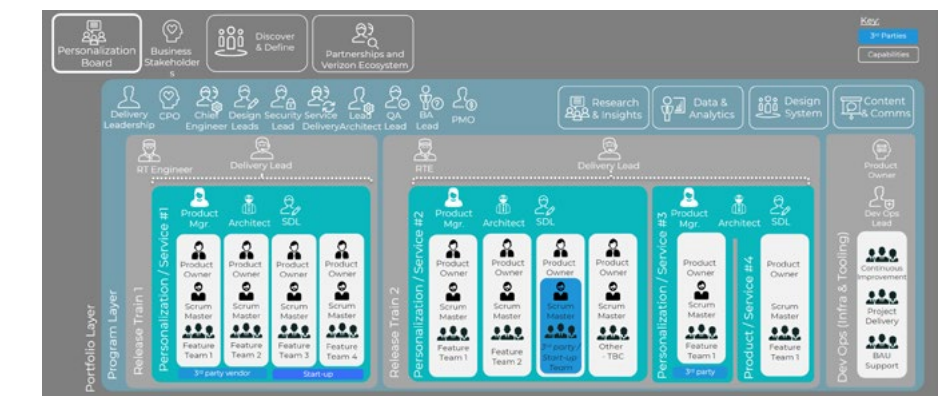 Key:
3rd Parties
Capabilities
Personalization
Board
Business
Stakeholder
s
Discover
& Define
Partnerships and
Verizon Ecosystem
Delivery
Leadership
CPO
Chief
Engineer
Design
Leads
Security
Lead
Service
Delivery
Lead
Architect
QA
Lead
BA
Lead
PMO
Research
& Insights
Data &
Analytics
Design
System
Content
& Comms
Portfolio Layer
Program Layer
Release Train 1
RT Engineer
Delivery Lead
Personalization / Service #1
Product
Mgr.
Architect
SDL
Product
Owner
Scrum
Master
Feature
Team 1
Product
Owner
Scrum
Master
Feature
Team 2
Product
Owner
Scrum
Master
Feature
Team 3
Product
Owner
Scrum
Master
Feature
Team 4
3rd party vendor
Start-up
Release Train 2
RTE
Delivery Lead
Personalization / Service #2
Product
Mgr.
Architect
SDL
Product
Owner
Scrum
Master
Feature
Team 1
Product
Owner
Scrum
Master
Feature
Team 2
Product
Owner
Scrum
Master
3rd party /
Start-up
Team
Product
Owner
Scrum
Master
Other
- TBC
Personalization / Service #3
Product
Mgr.
Architect
SDL
Product
Owner
Scrum
Master
Feature
Team 1
3rd party
Product / Service #4
Product
Owner
Scrum
Master
Feature
Team 1
Dev Ops (Infra & Tooling)
Product
Owner
Dev Ops
Lead
Continuous
Improvement
Project
Delivery
BAU
Support